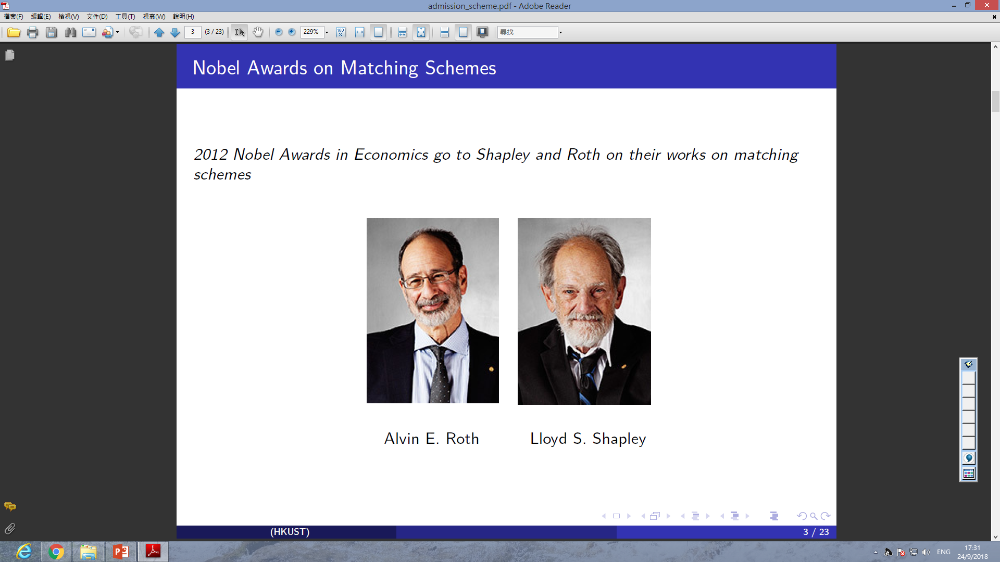 admission_scheme.pdf - Adobe Reader
檔案(F) 編輯(E) 檢視(V) 文件(D) 工具(T) 視窗(W) 說明(H)
3 (3 / 23) 229% 100% 尋找
Nobel Awards on Matching Schemes
2012 Nobel Awards in Economics go to Shapley and Roth on their works on matching
schemes
Alvin E. Roth Lloyd S. Shapley
(HKUST) 3 / 23
ENG
17:31
24/9/2018